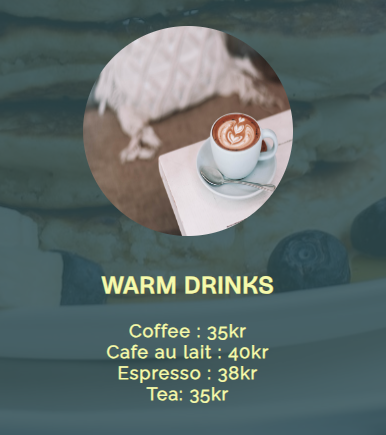 WARM DRINKS
Coffee : 35kr
Cafe au lait : 40kr
Espresso : 38kr
Tea: 35kr